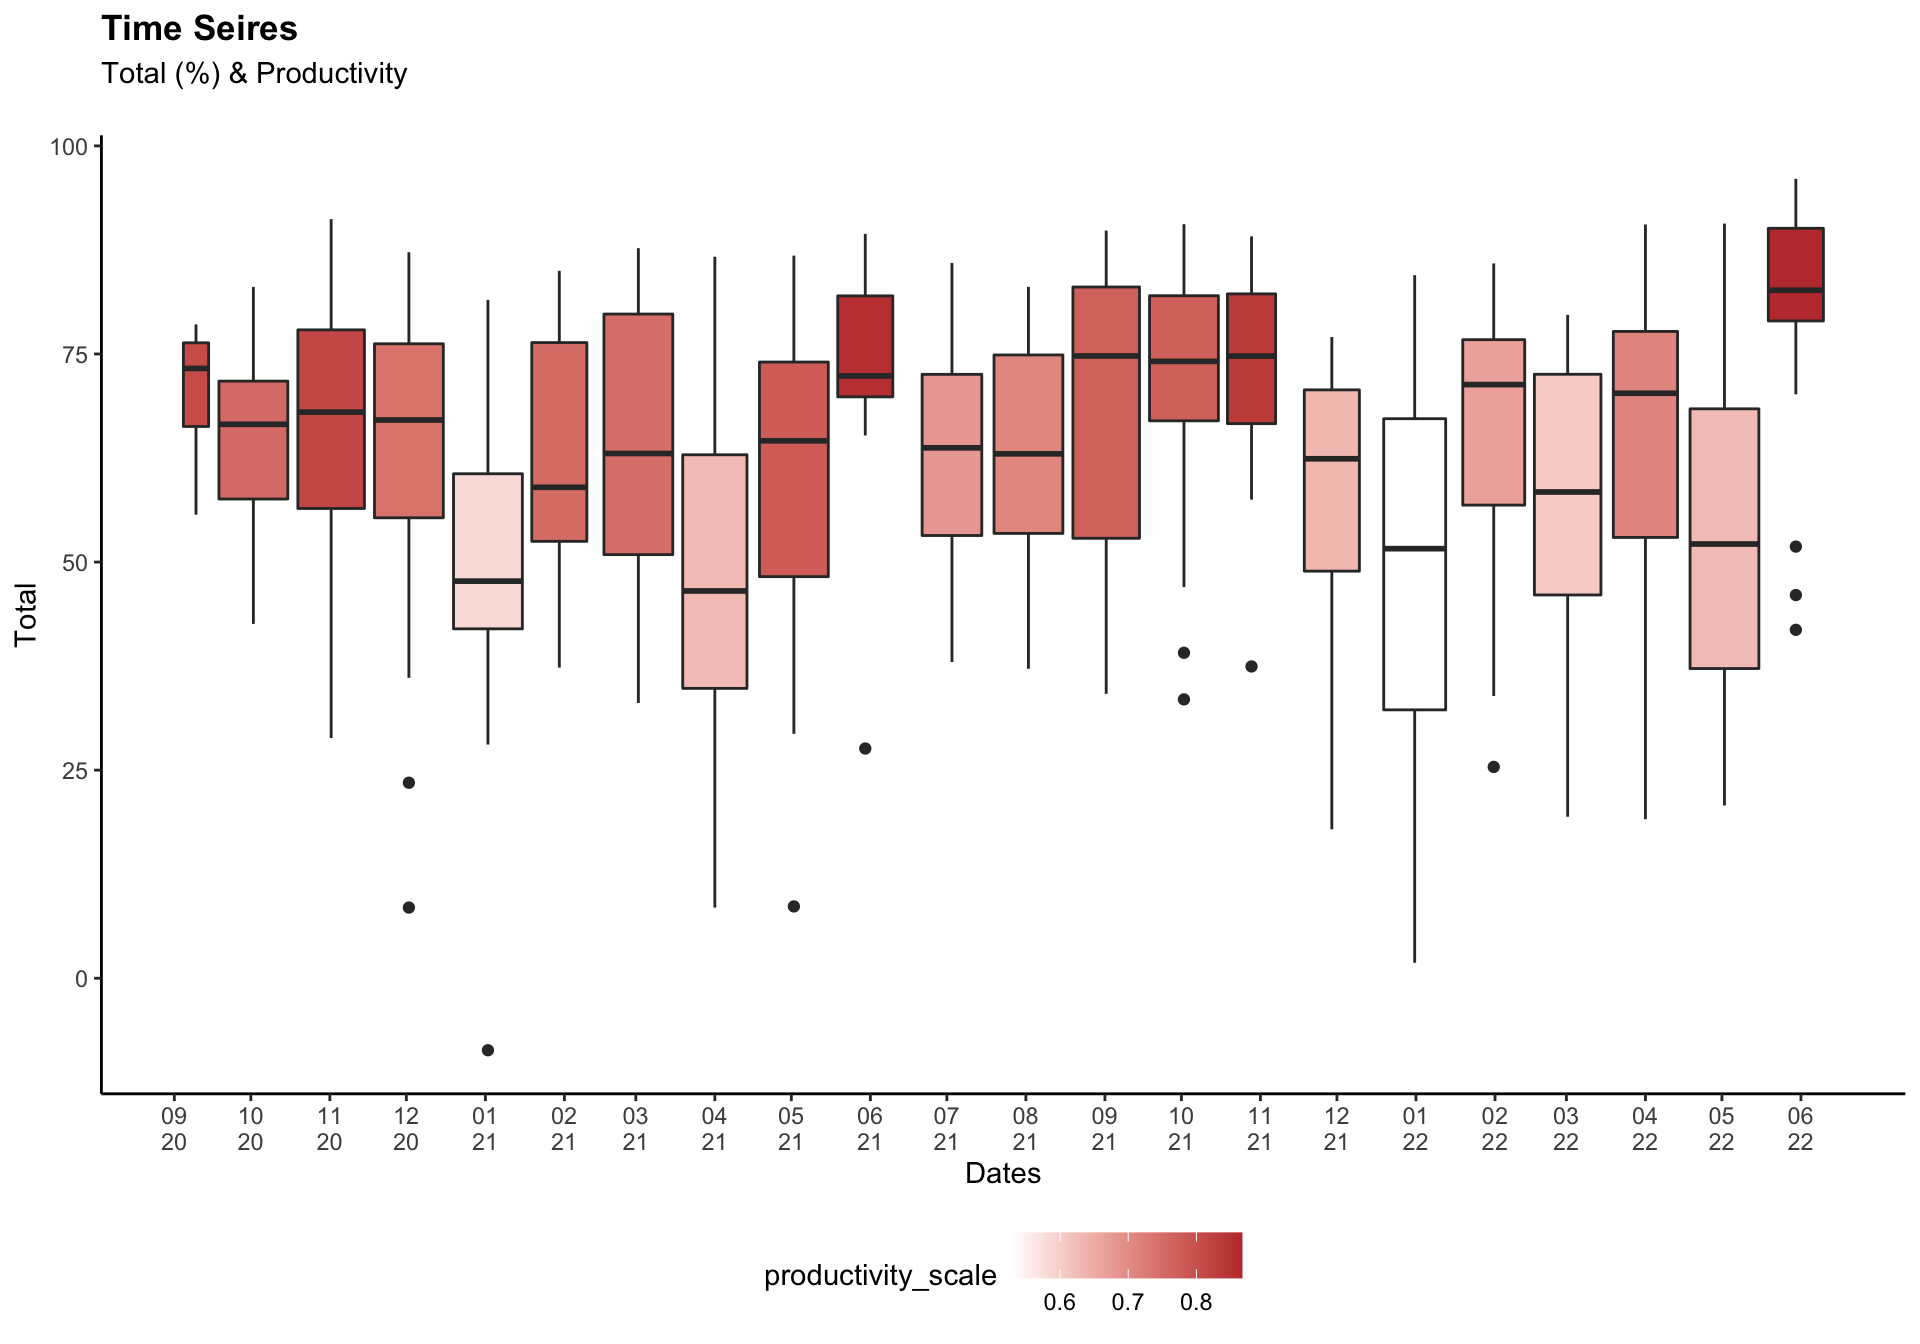 Time Seires
Total (%) & Productivity
100
75
50
25
0
Total
09 10 11 12 01 02 03 04 05 06 07 08 09 10 11 12 01 02 03 04 05 06
20 20 20 20 21 21 21 21 21 21 21 21 21 21 21 21 22 22 22 22 22 22
Dates
productivity_scale
0.6 0.7 0.8